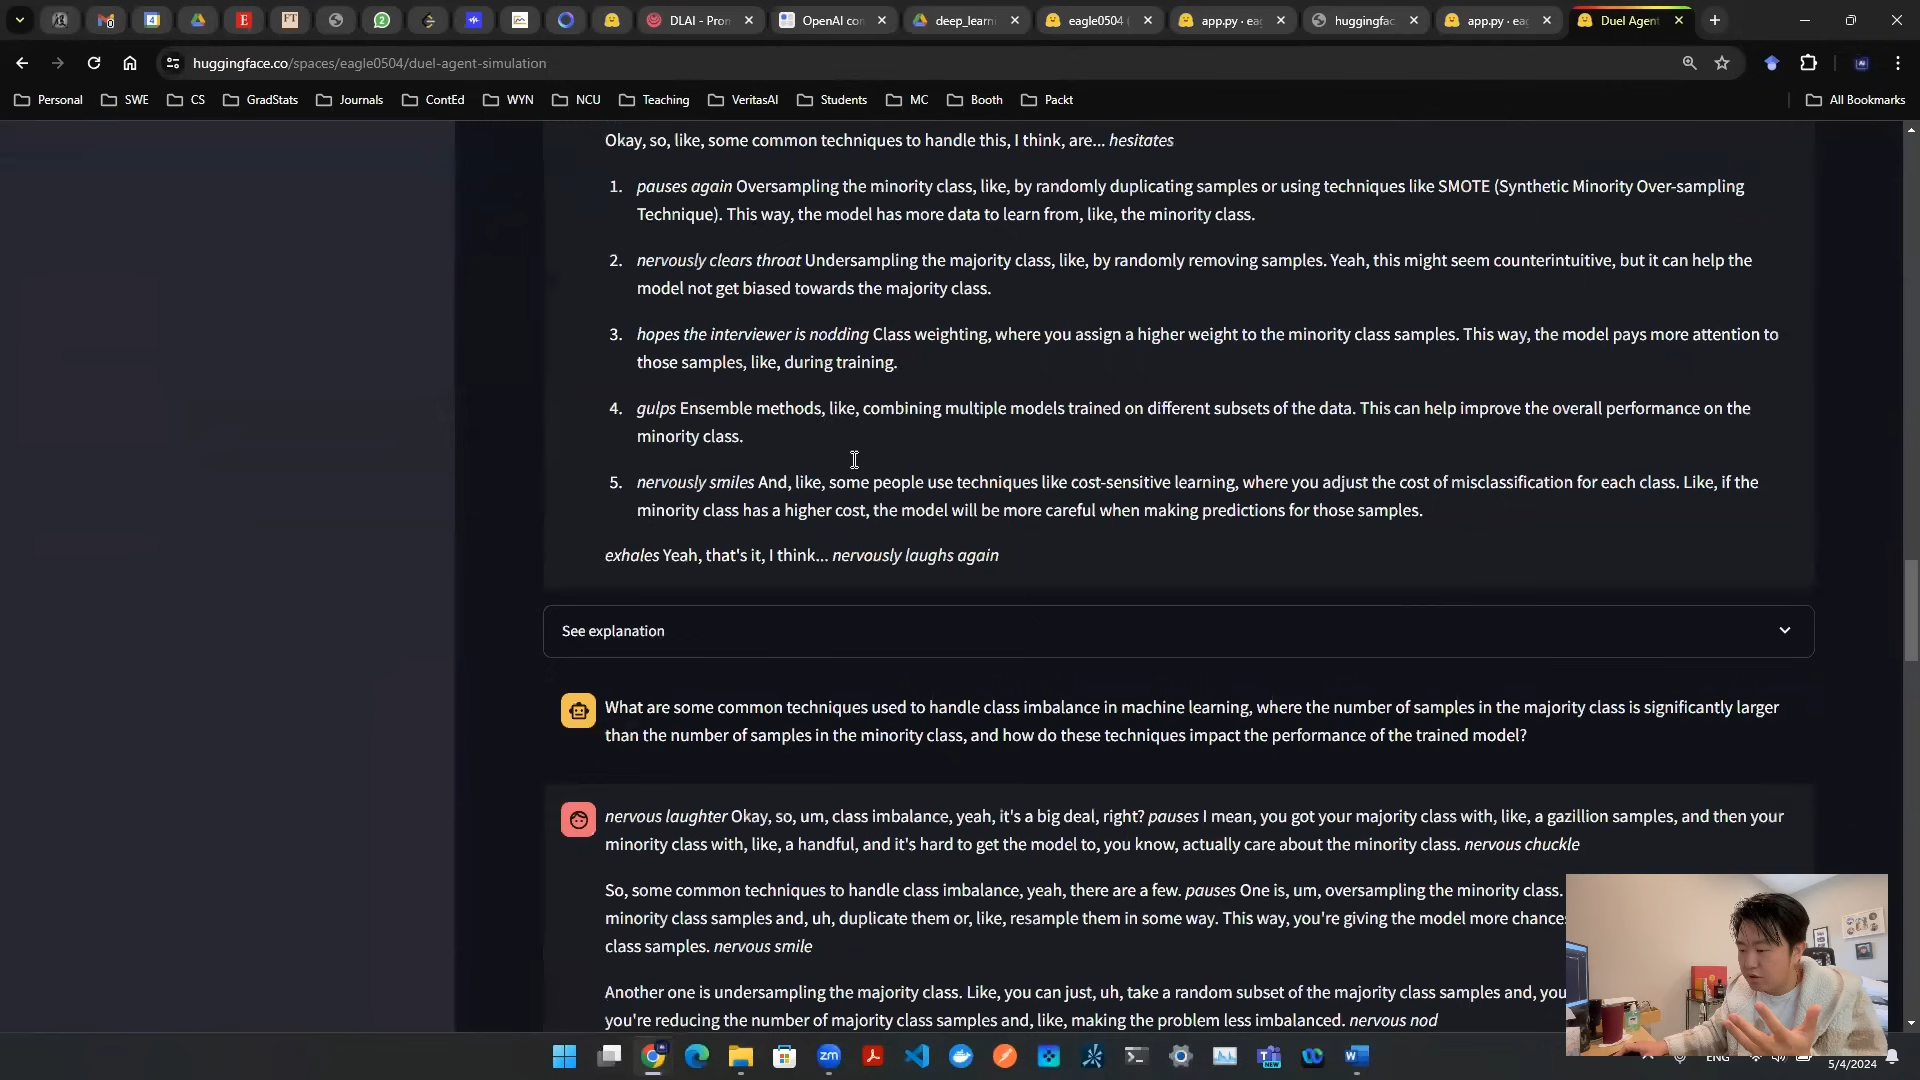 DLAI - Pron
OpenAI con
deep_learni
eagle0504
app.py · ea
huggingfac
app.py · ea
Duel Agent
huggingface.co/spaces/eagle0504/duel-agent-simulation
Personal
SWE
CS
GradStats
Journals
ContEd
WYN
NCU
Teaching
VeritasAI
Students
MC
Booth
Packt
All Bookmarks
Okay, so, like, some common techniques to handle this, I think, are... hesitates
1. pauses again Oversampling the minority class, like, by randomly duplicating samples or using techniques like SMOTE (Synthetic Minority Over-sampling
Technique). This way, the model has more data to learn from, like, the minority class.
2. nervously clears throat Undersampling the majority class, like, by randomly removing samples. Yeah, this might seem counterintuitive, but it can help the
model not get biased towards the majority class.
3. hopes the interviewer is nodding Class weighting, where you assign a higher weight to the minority class samples. This way, the model pays more attention to
those samples, like, during training.
4. gulps Ensemble methods, like, combining multiple models trained on different subsets of the data. This can help improve the overall performance on the
minority class.
5. nervously smiles And, like, some people use techniques like cost-sensitive learning, where you adjust the cost of misclassification for each class. Like, if the
minority class has a higher cost, the model will be more careful when making predictions for those samples.
exhales Yeah, that's it, I think... nervously laughs again
See explanation
What are some common techniques used to handle class imbalance in machine learning, where the number of samples in the majority class is significantly larger
than the number of samples in the minority class, and how do these techniques impact the performance of the trained model?
nervous laughter Okay, so, um, class imbalance, yeah, it's a big deal, right? pauses I mean, you got your majority class with, like, a gazillion samples, and then your
minority class with, like, a handful, and it's hard to get the model to, you know, actually care about the minority class. nervous chuckle
So, some common techniques to handle class imbalance, yeah, there are a few. pauses One is, um, oversampling the minority class.
minority class samples and, uh, duplicate them or, like, resample them in some way. This way, you're giving the model more chances
class samples. nervous smile
Another one is undersampling the majority class. Like, you can just, uh, take a random subset of the majority class samples and, you
you're reducing the number of majority class samples and, like, making the problem less imbalanced. nervous nod
ENG
5/4/2024